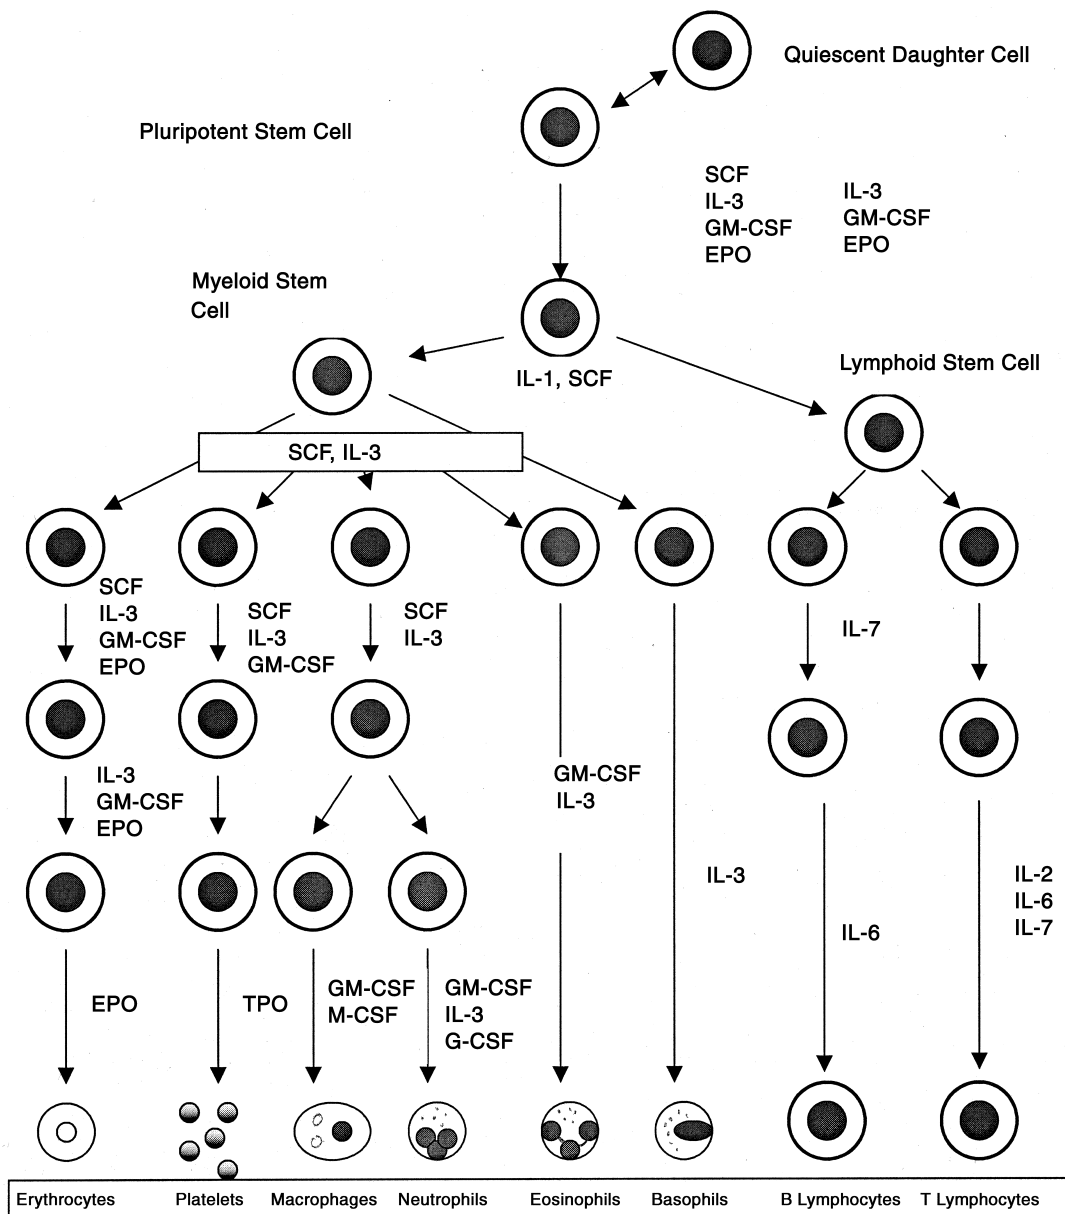 Quiescent Daughter Cell
Pluripotent Stem Cell
SCF
IL-3
GM-CSF
EPO
IL-3
GM-CSF
EPO
Myeloid Stem
Cell
IL-1, SCF
Lymphoid Stem Cell
SCF, IL-3
SCF
IL-3
GM-CSF
EPO
SCF
IL-3
GM-CSF
SCF
IL-3
IL-7
IL-3
GM-CSF
EPO
GM-CSF
IL-3
IL-3
IL-6
IL-2
IL-6
IL-7
EPO
TPO
GM-CSF
M-CSF
GM-CSF
IL-3
G-CSF
Erythrocytes
Platelets
Macrophages
Neutrophils
Eosinophils
Basophils
B Lymphocytes
T Lymphocytes